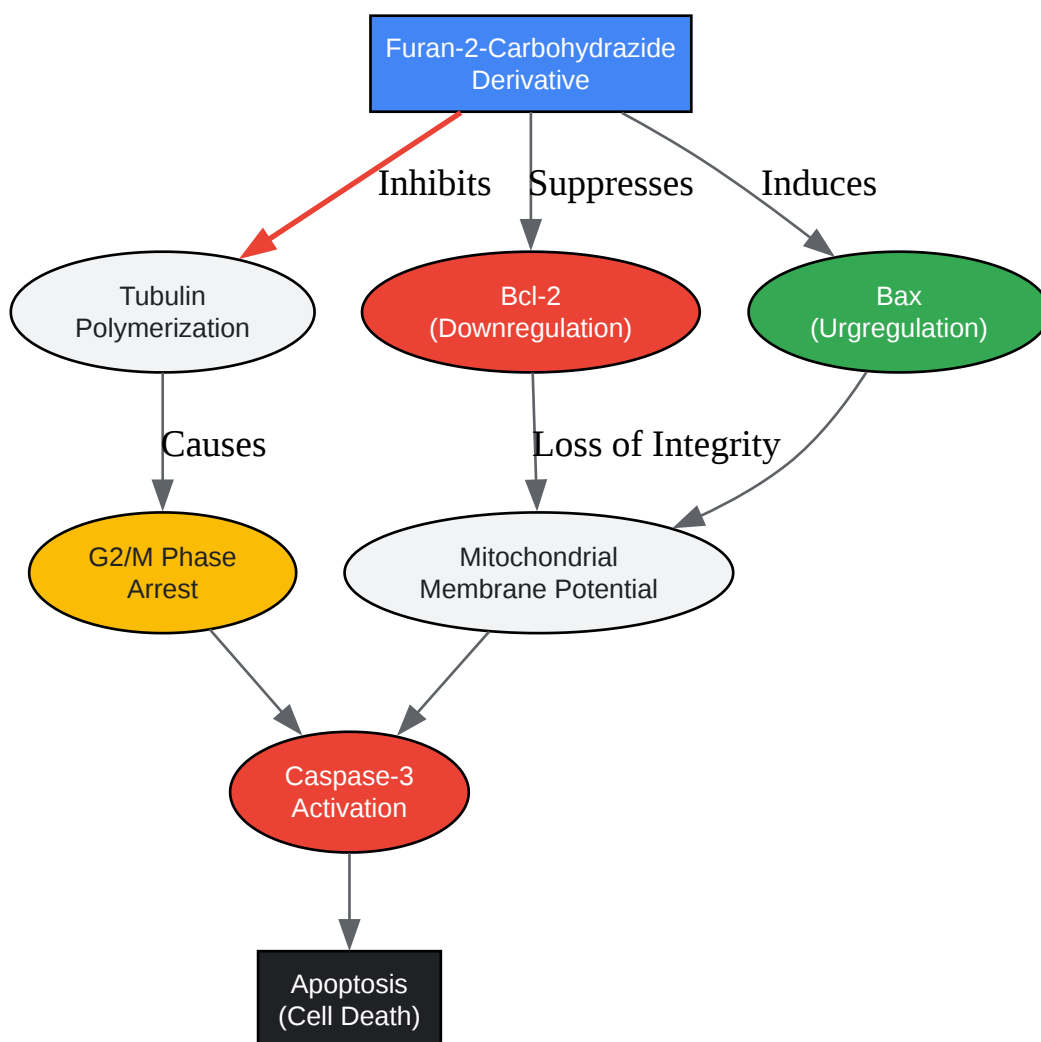 Furan-2-Carbohydrazide
Derivative
Inhibits
Suppresses
Induces
Tubulin
Polymerization
Bcl-2
(Downregulation)
Bax
(Urgregulation)
Causes
Loss of Integrity
G2/M Phase
Arrest
Mitochondrial
Membrane Potential
Caspase-3
Activation
Apoptosis
(Cell Death)